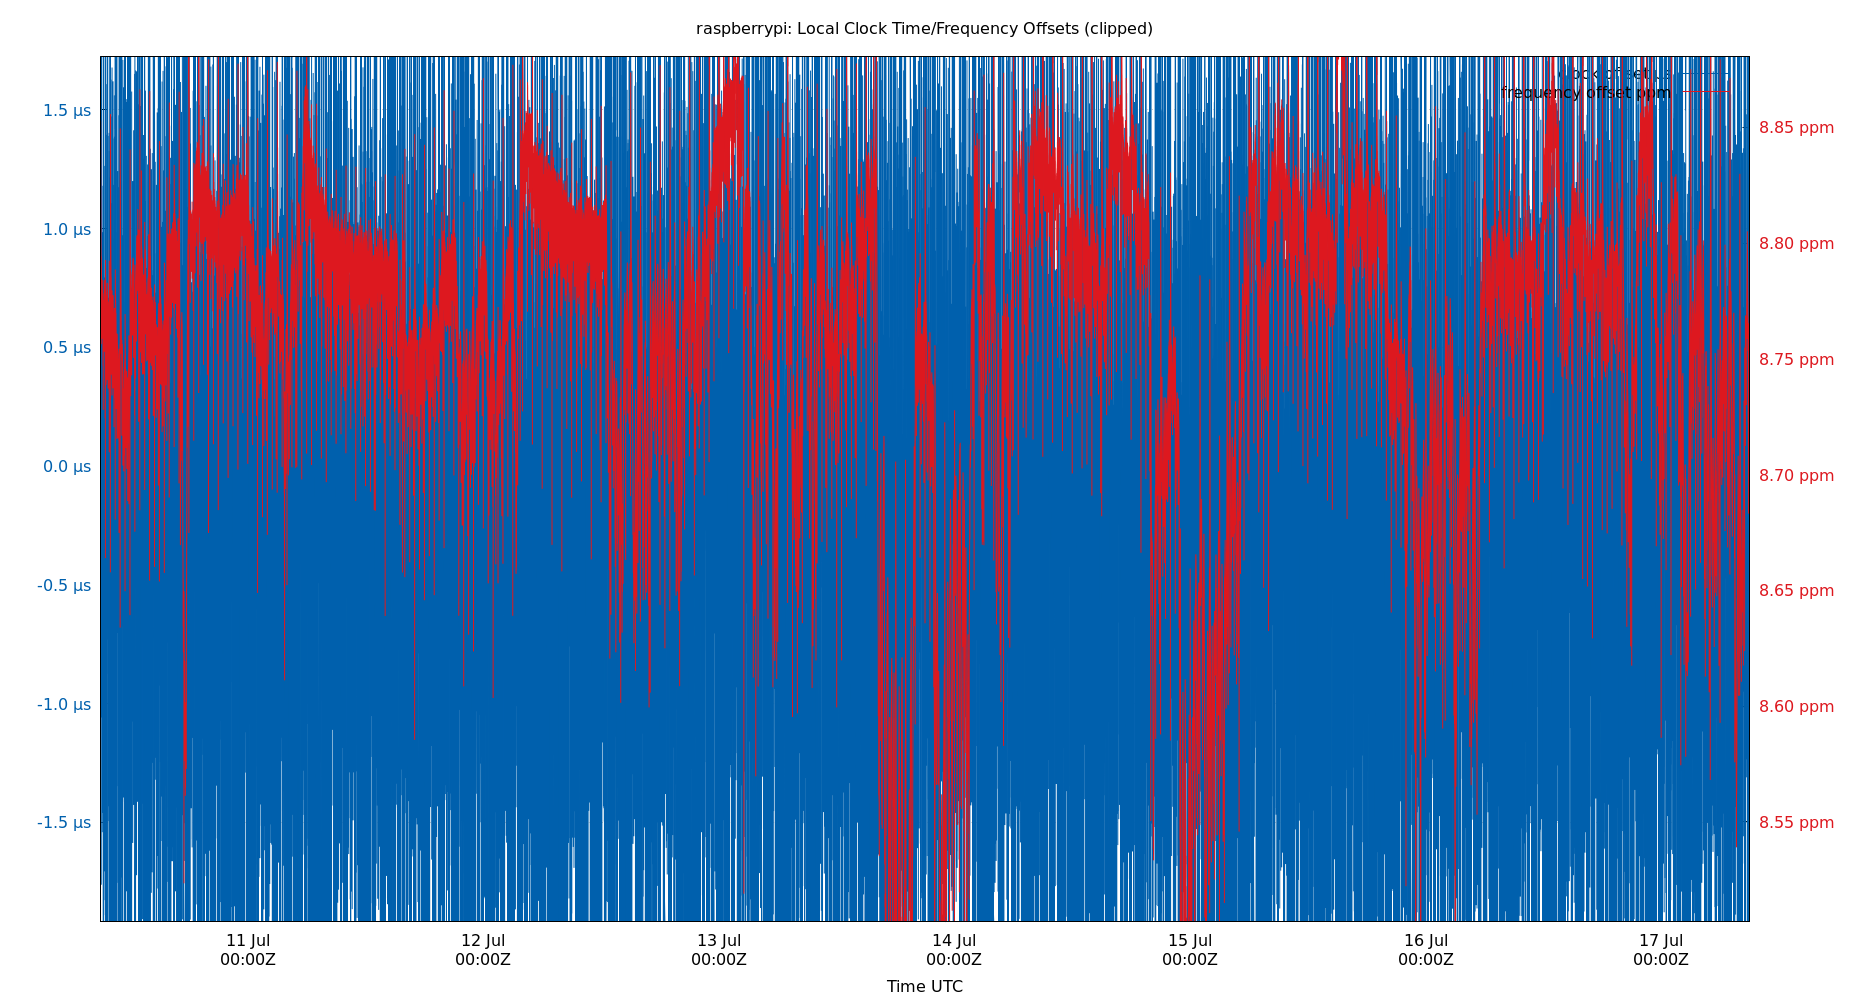 raspberrypi: Local Clock Time/Frequency Offsets (clipped)
clock offset µs
frequency offset ppm
1.5 µs
1.0 µs
0.5 µs
0.0 µs
-0.5 µs
-1.0 µs
-1.5 µs
8.85 ppm
8.80 ppm
8.75 ppm
8.70 ppm
8.65 ppm
8.60 ppm
8.55 ppm
11 Jul 12 Jul 13 Jul 14 Jul 15 Jul 16 Jul 17 Jul
00:00Z 00:00Z 00:00Z 00:00Z 00:00Z 00:00Z 00:00Z
Time UTC